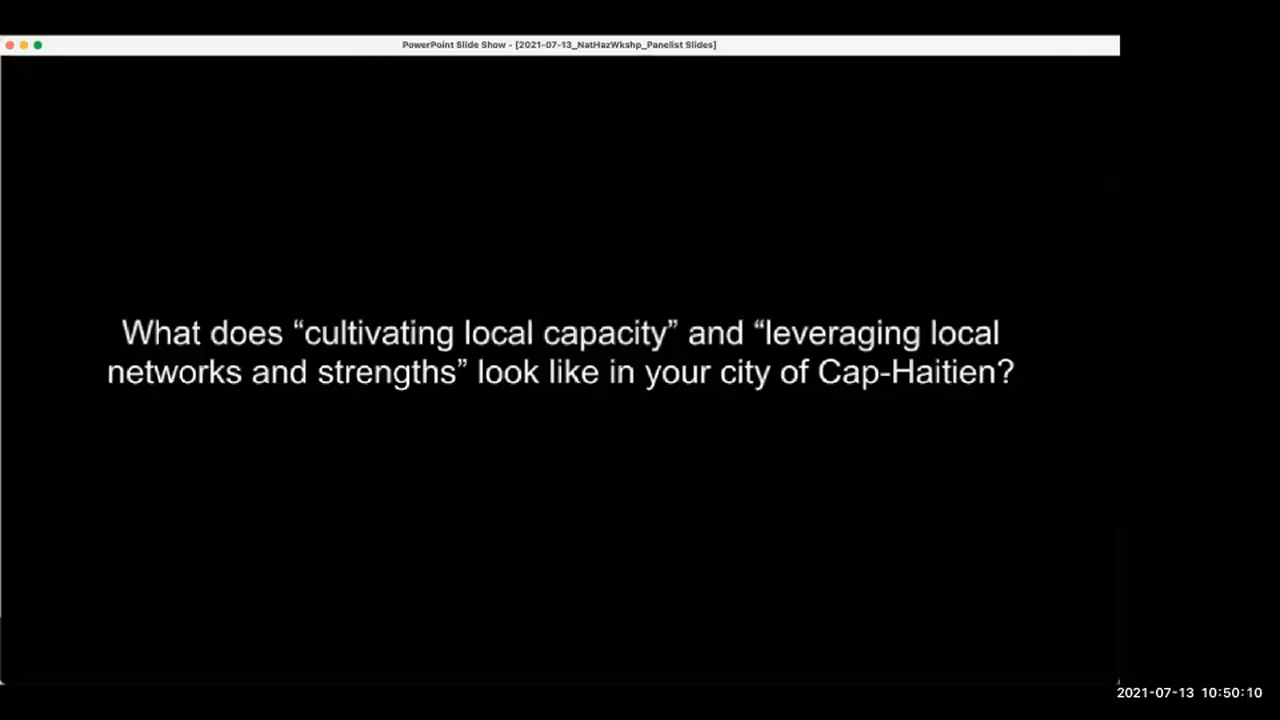 PowerPoint Slide Show - [2021-07-13_NatHazWkshp_Panelist Slides]
What does “cultivating local capacity” and “leveraging local
networks and strengths” look like in your city of Cap-Haitien?
2021-07-13 10:50:10